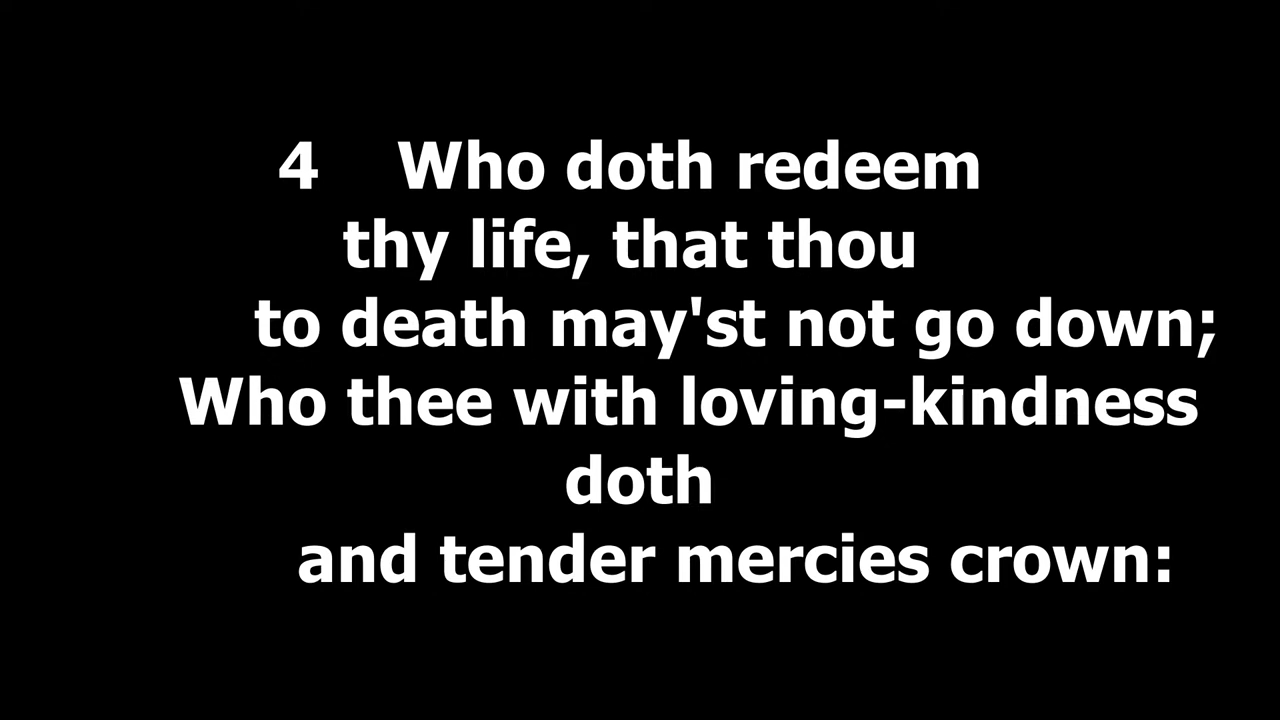 4 Who doth redeem
thy life, that thou
to death may'st not go down;
Who thee with loving-kindness
doth
and tender mercies crown: